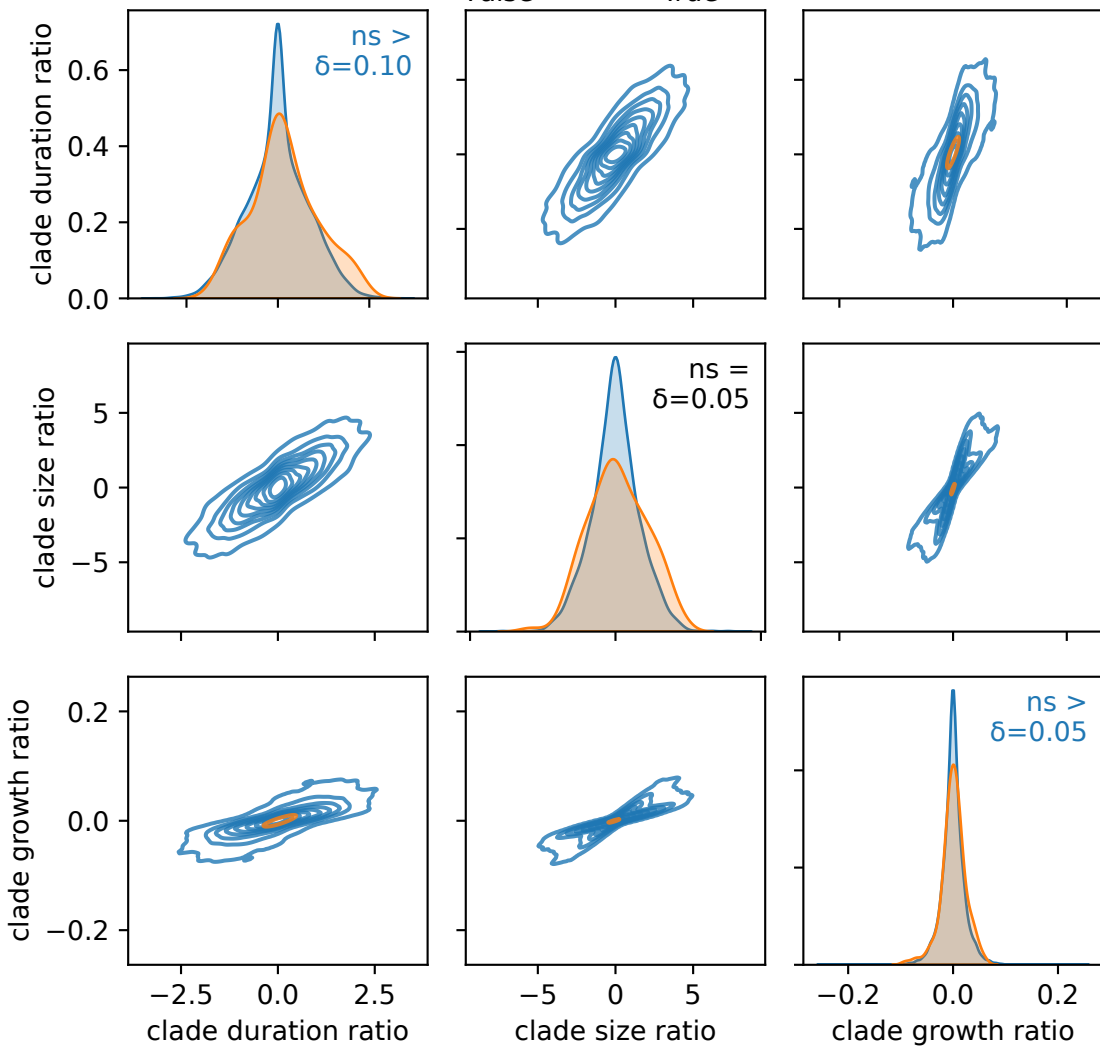 clade duration ratio
0.6
0.4
0.2
0.0
ns >
δ=0.10
clade size ratio
5
0
−5
ns =
δ=0.05
clade growth ratio
0.2
0.0
−0.2
ns >
δ=0.05
−2.5 0.0 2.5
clade duration ratio
−5 0 5
clade size ratio
−0.2 0.0 0.2
clade growth ratio